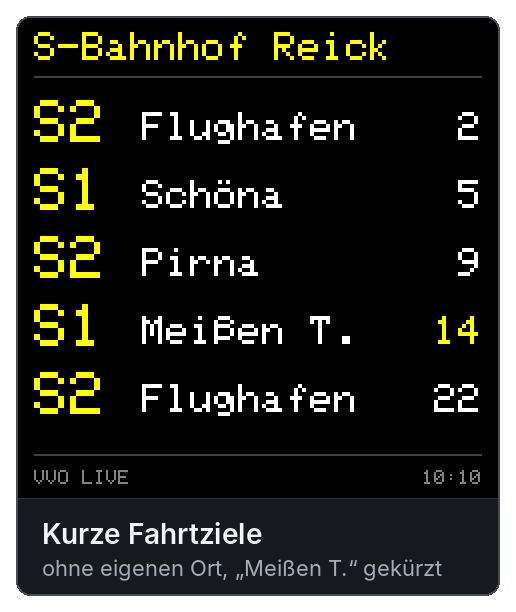 S-Bahnhof Reick
S2 Flughafen 2
S1 Schöna 5
S2 Pirna 9
S1 Meißen T. 14
S2 Flughafen 22
VVO LIVE 10:10
Kurze Fahrtziele
ohne eigenen Ort, „Meißen T.“ gekürzt